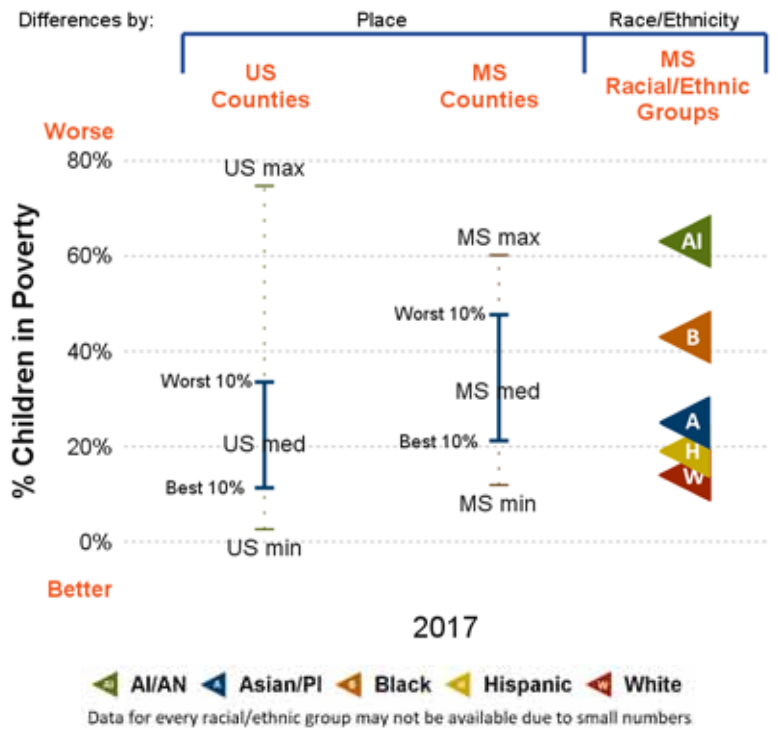 Differences by:
Place
Race/Ethnicity
US
Counties
MS
Counties
MS
Racial/Ethnic
Groups
Worse
80%
US max
MS max
AI
60%
Worst 10%
B
40%
Worst 10%
MS med
A
% Children in Poverty
US med
Best 10%
H
20%
Best 10%
W
MS min
0%
US min
Better
2017
AI AI/AN A Asian/PI B Black H Hispanic W White
Data for every racial/ethnic group may not be available due to small numbers